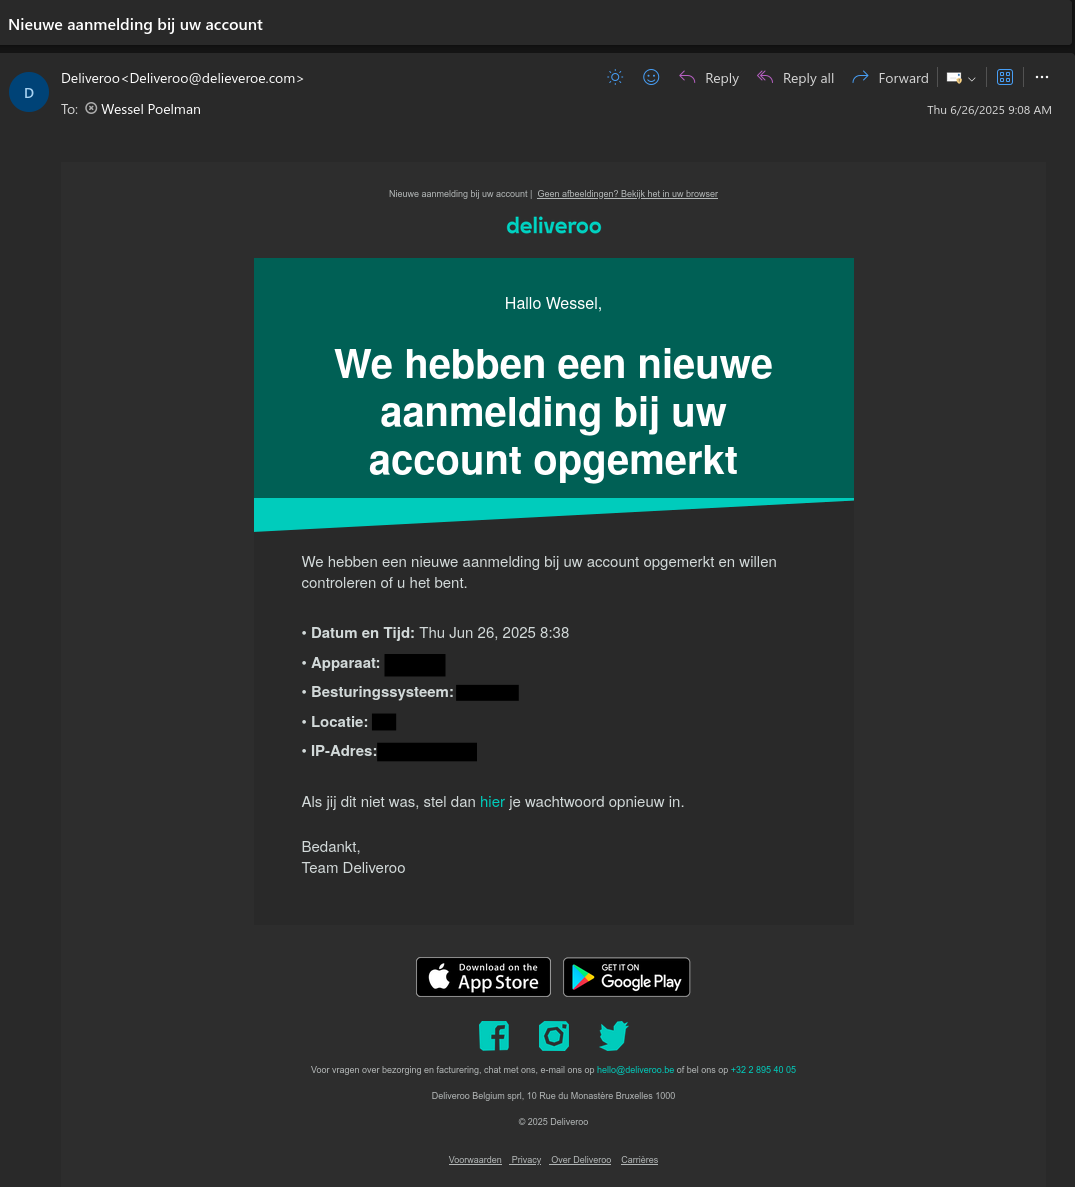 Nieuwe aanmelding bij uw account
Deliveroo<Deliveroo@delieveroe.com>
Reply
Reply all
Forward
D
To: Wessel Poelman
Thu 6/26/2025 9:08 AM
Nieuwe aanmelding bij uw account | Geen afbeeldingen? Bekijk het in uw browser
deliveroo
Hallo Wessel,
We hebben een nieuwe
aanmelding bij uw
account opgemerkt
We hebben een nieuwe aanmelding bij uw account opgemerkt en willen
controleren of u het bent.
• Datum en Tijd: Thu Jun 26, 2025 8:38
• Apparaat:
• Besturingssysteem:
• Locatie:
• IP-Adres:
Als jij dit niet was, stel dan hier je wachtwoord opnieuw in.
Bedankt,
Team Deliveroo
Download on the
App Store
GET IT ON
Google Play
Voor vragen over bezorging en facturering, chat met ons, e-mail ons op hello@deliveroo.be of bel ons op +32 2 895 40 05
Deliveroo Belgium sprl, 10 Rue du Monastère Bruxelles 1000
© 2025 Deliveroo
Voorwaarden Privacy Over Deliveroo Carrières